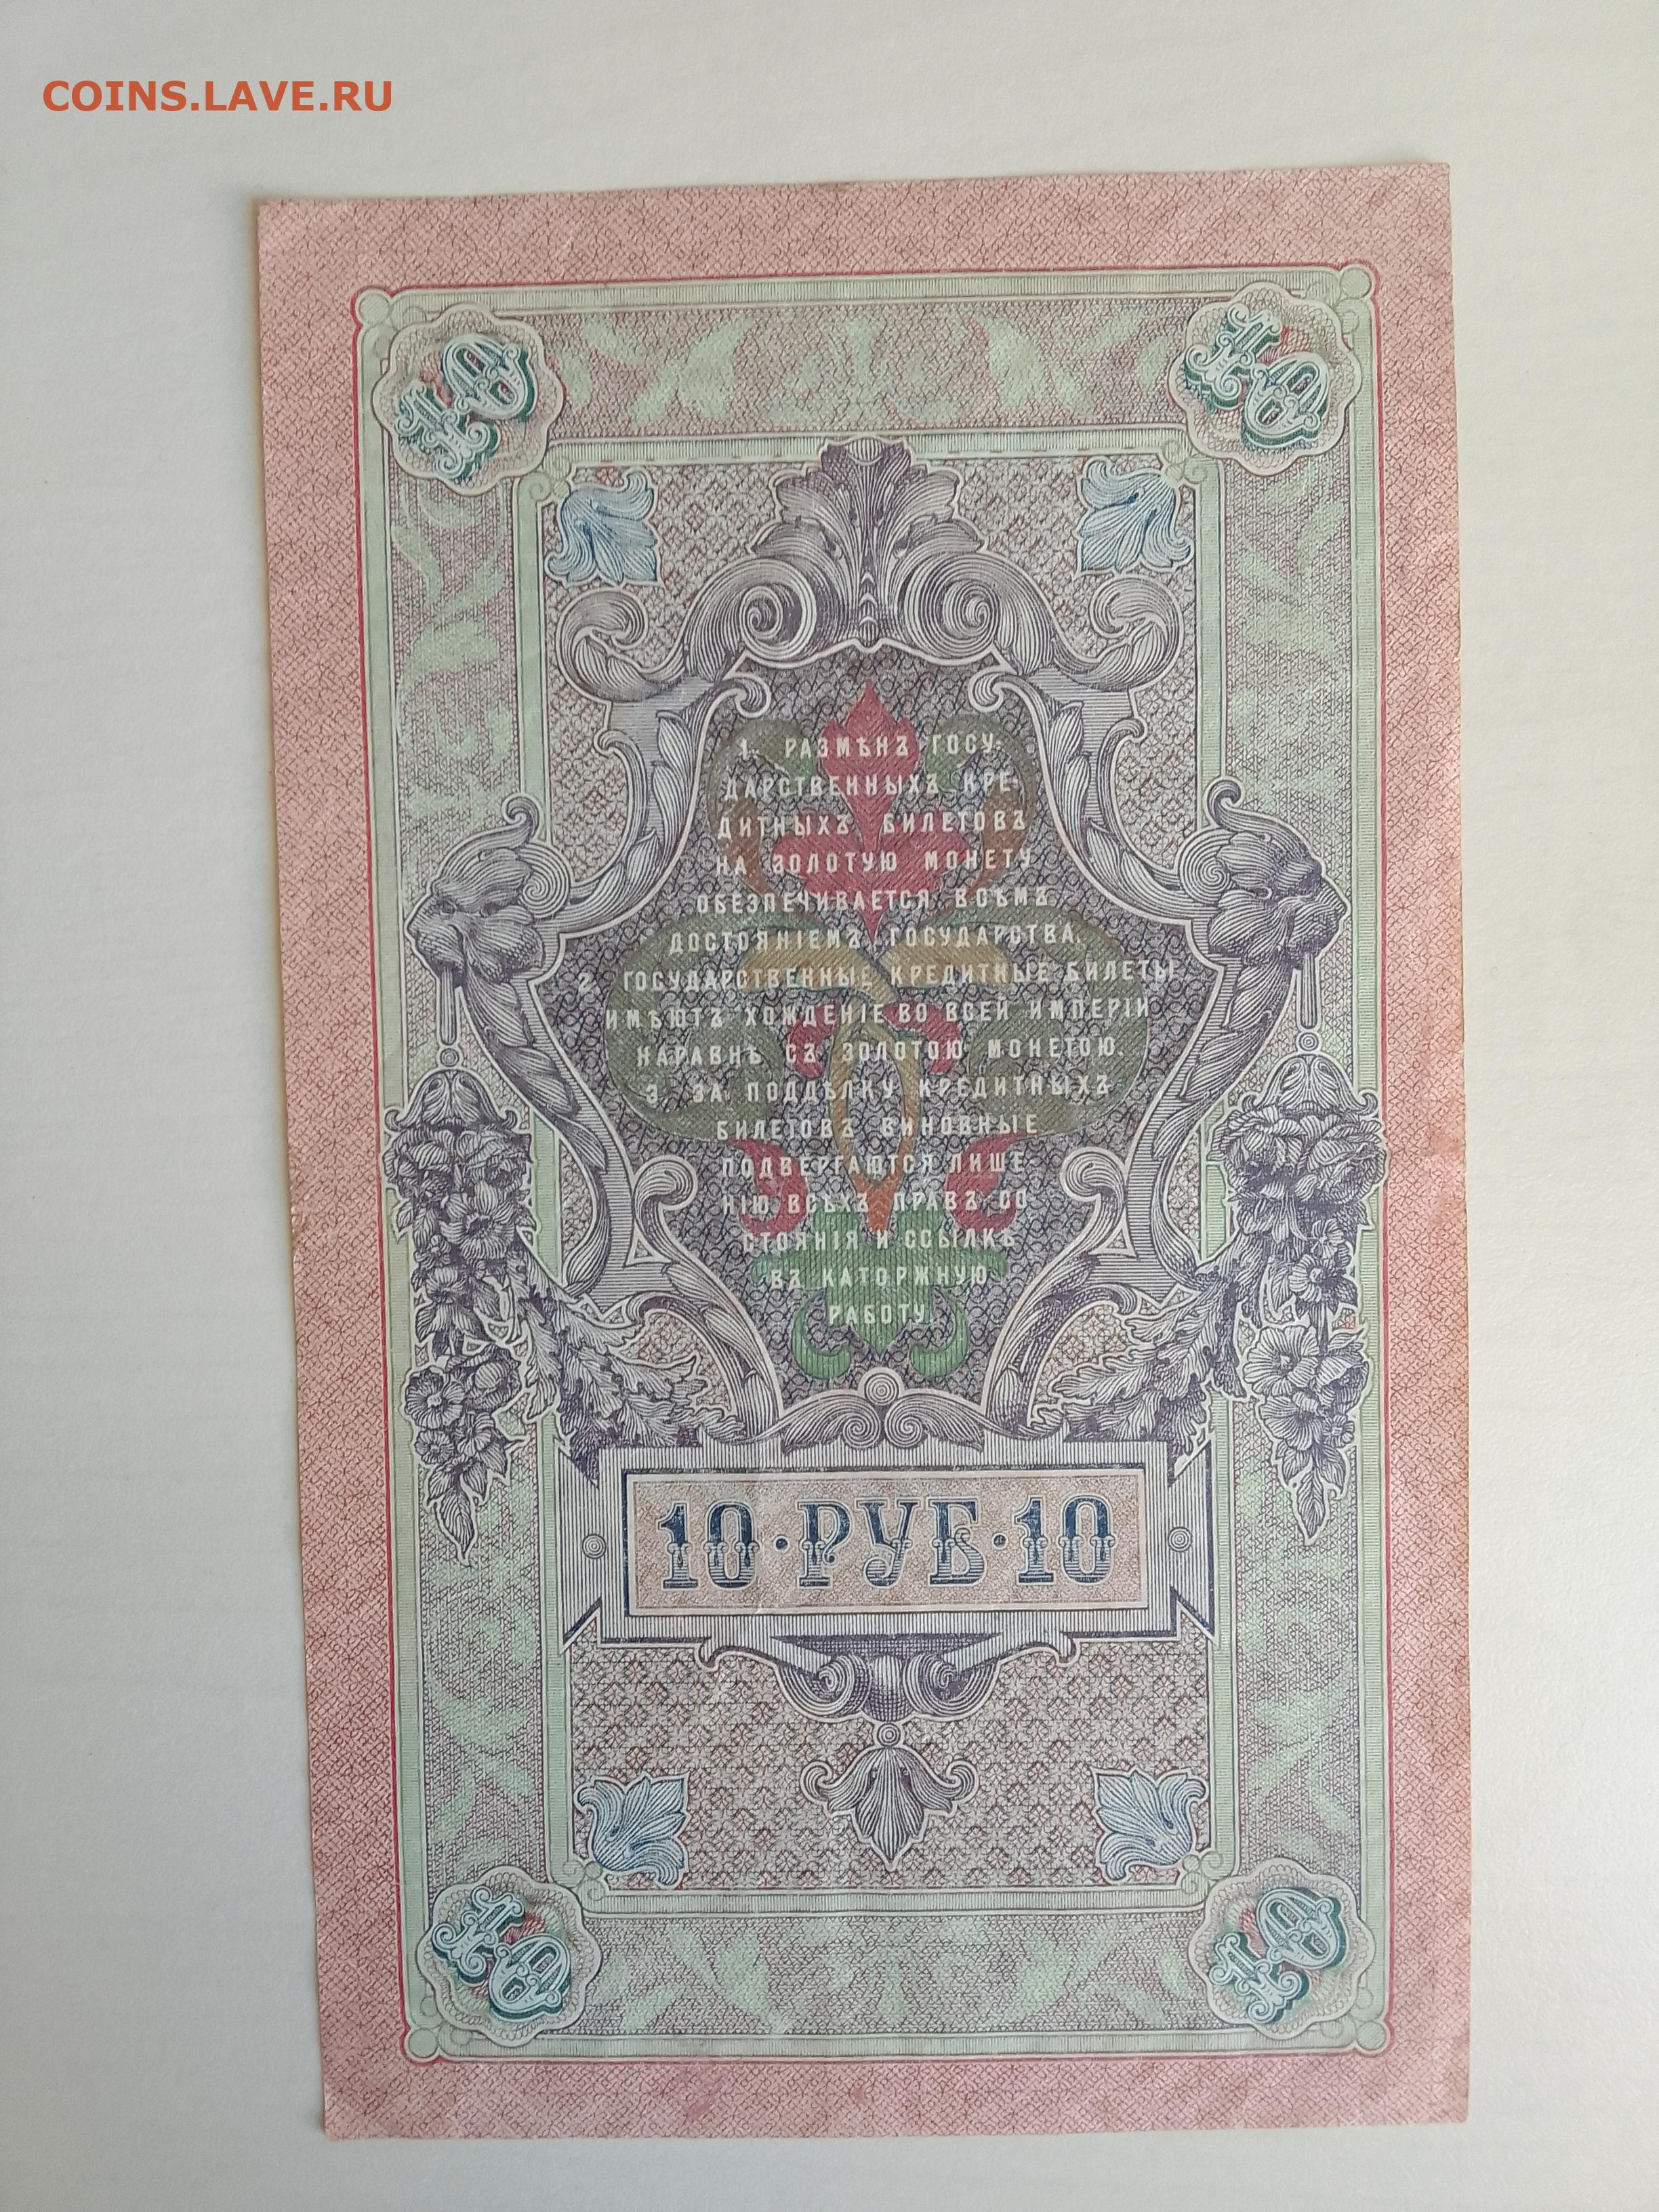 COINS.LAVE.RU
10
10
1. РАЗМѢНЪ ГОСУ-
ДАРСТВЕННЫХЪ КРЕ-
ДИТНЫХЪ БИЛЕТОВЪ
НА ЗОЛОТУЮ МОНЕТУ
ОБЕЗПЕЧИВАЕТСЯ ВСѢМЪ
ДОСТОЯНІЕМЪ ГОСУДАРСТВА.
2. ГОСУДАРСТВЕННЫЕ КРЕДИТНЫЕ БИЛЕТЫ
ИМѢЮТЪ ХОЖДЕНІЕ ВО ВСЕЙ ИМПЕРІИ
НАРАВНѢ СЪ ЗОЛОТОЮ МОНЕТОЮ.
3. ЗА ПОДДѢЛКУ КРЕДИТНЫХЪ
БИЛЕТОВЪ ВИНОВНЫЕ
ПОДВЕРГАЮТСЯ ЛИШЕ-
НІЮ ВСѢХЪ ПРАВЪ СО
СТОЯНІЯ И ССЫЛКѢ
ВЪ КАТОРЖНУЮ
РАБОТУ.
10·РУБ·10
10
10